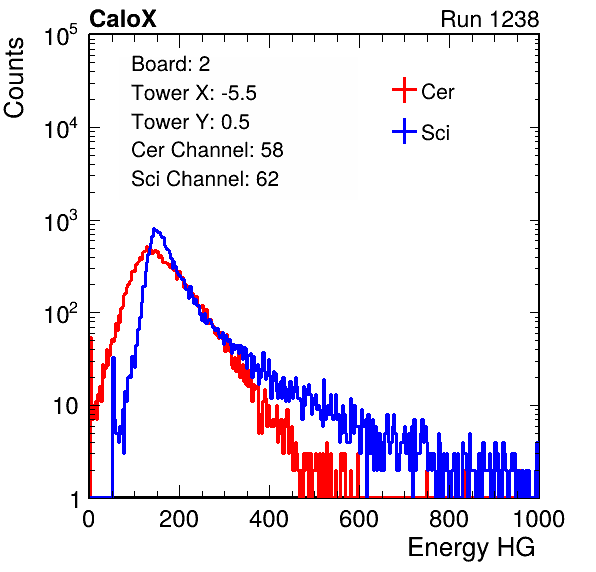 CaloX Run 1238
Counts
10^5
10^4
10^3
10^2
10
1
Board: 2
Tower X: -5.5
Tower Y: 0.5
Cer Channel: 58
Sci Channel: 62
Cer
Sci
0 200 400 600 800 1000
Energy HG